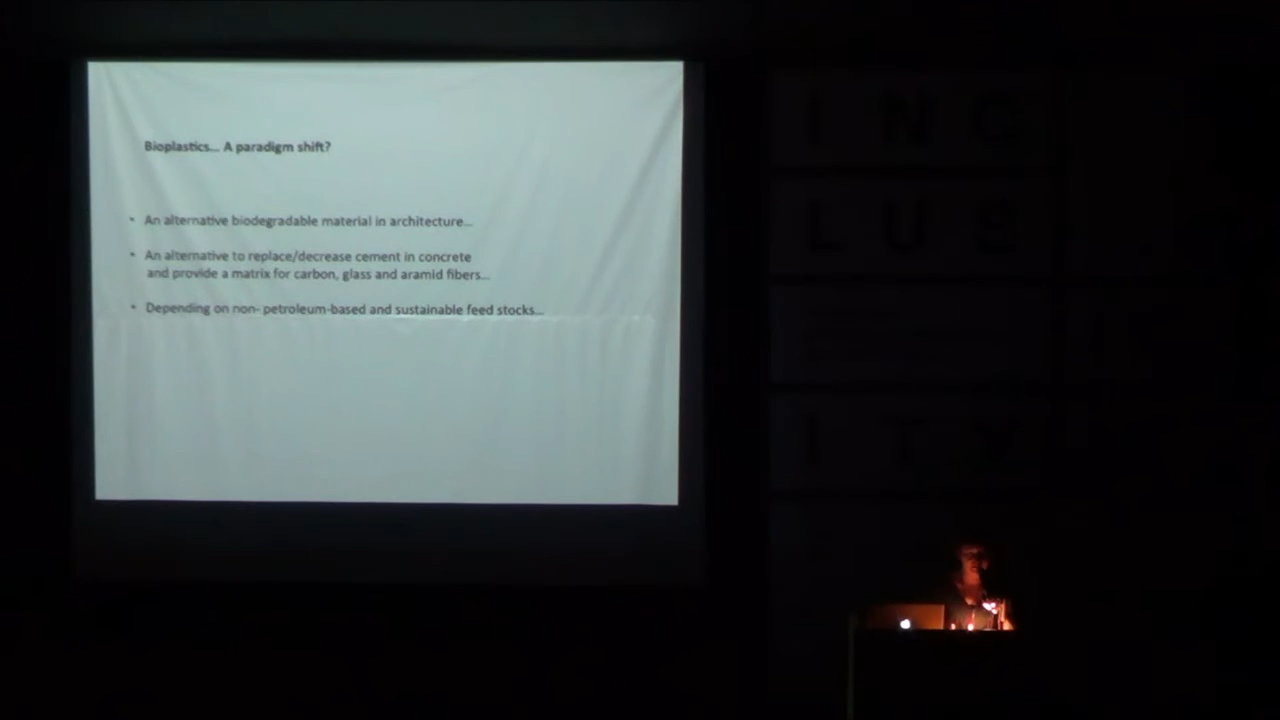 Bioplastics... A paradigm shift?
• An alternative biodegradable material in architecture...
• An alternative to replace/decrease cement in concrete
and provide a matrix for carbon, glass and aramid fibers...
• Depending on non- petroleum-based and sustainable feed stocks...
I N C
L U S
I T Y